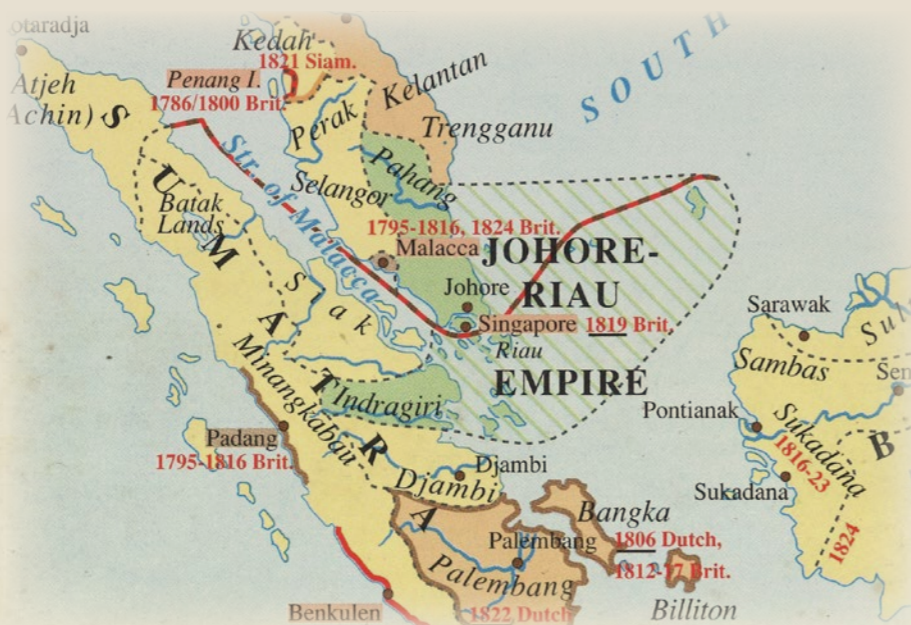 otaradja
Kedah
1821 Siam.
Kelantan
Atjeh
Achin)
Penang I.
1786/1800 Brit.
Perak
Trengganu
SOUTH
Str. of Malacca
Pahang
Selangor
SUMATRA
Batak
Lands
1795-1816, 1824 Brit.
Malacca
JOHORE-
RIAU
EMPIRE
Johore
Singapore 1819 Brit.
Riau
Siak
Sarawak
Sambas
Minangkabau
Indragiri
Pontianak
Sukadana
1816-23
B
Padang
1795-1816 Brit.
Djambi
Djambi
Sukadana
1824
Bangka
Palembang
1806 Dutch,
1812-17 Brit.
Palembang
Billiton
Benkulen
1822 Dutch